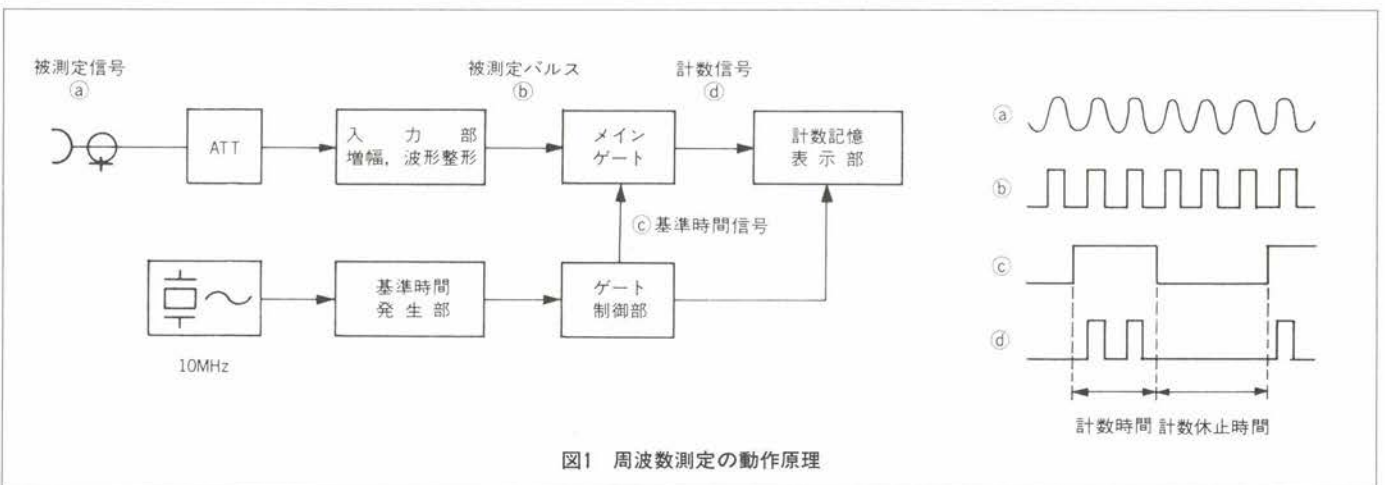 被測定信号
ⓐ
被測定パルス
ⓑ
計数信号
ⓓ
ATT
入力部
増幅，波形整形
メイン
ゲート
計数記憶
表示部
ⓒ基準時間信号
基準時間
発生部
ゲート
制御部
10MHz
ⓐ
ⓑ
ⓒ
ⓓ
計数時間 計数休止時間
図1 周波数測定の動作原理